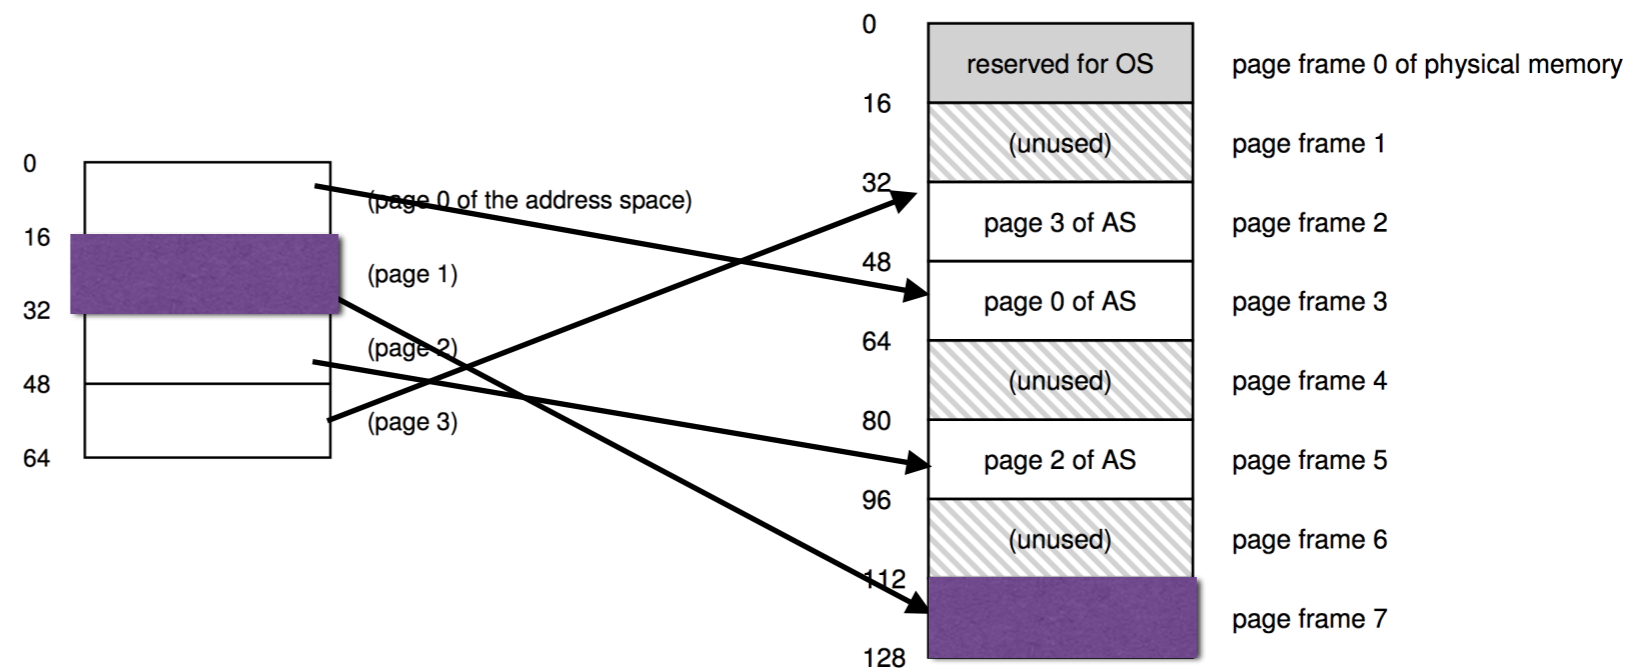 0
16
32
48
64
(page 0 of the address space)
(page 1)
(page 2)
(page 3)
0
16
32
48
64
80
96
112
128
reserved for OS
(unused)
page 3 of AS
page 0 of AS
(unused)
page 2 of AS
(unused)
page frame 0 of physical memory
page frame 1
page frame 2
page frame 3
page frame 4
page frame 5
page frame 6
page frame 7